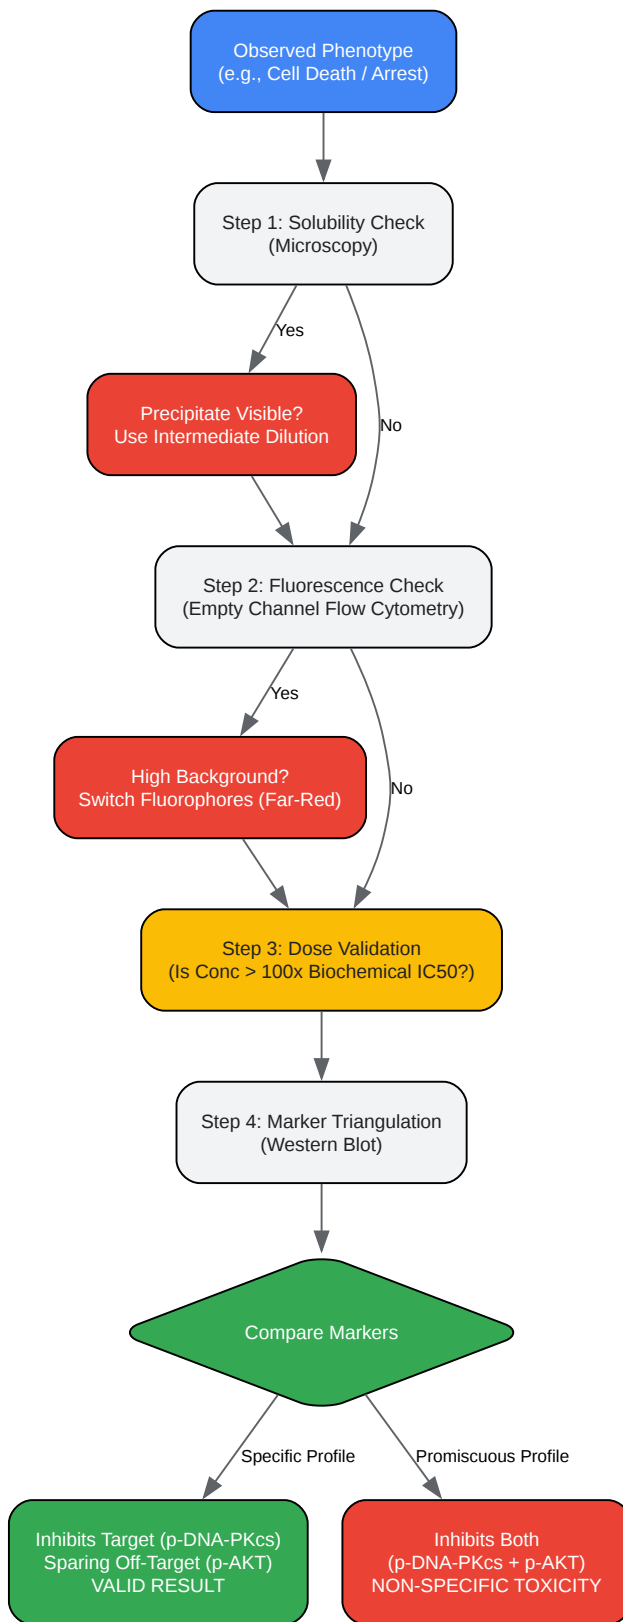 Observed Phenotype
(e.g., Cell Death / Arrest)
Step 1: Solubility Check
(Microscopy)
Yes
No
Precipitate Visible?
Use Intermediate Dilution
Step 2: Fluorescence Check
(Empty Channel Flow Cytometry)
Yes
No
High Background?
Switch Fluorophores (Far-Red)
Step 3: Dose Validation
(Is Conc > 100x Biochemical IC50?)
Step 4: Marker Triangulation
(Western Blot)
Compare Markers
Specific Profile
Promiscuous Profile
Inhibits Target (p-DNA-PKcs)
Sparing Off-Target (p-AKT)
VALID RESULT
Inhibits Both
(p-DNA-PKcs + p-AKT)
NON-SPECIFIC TOXICITY